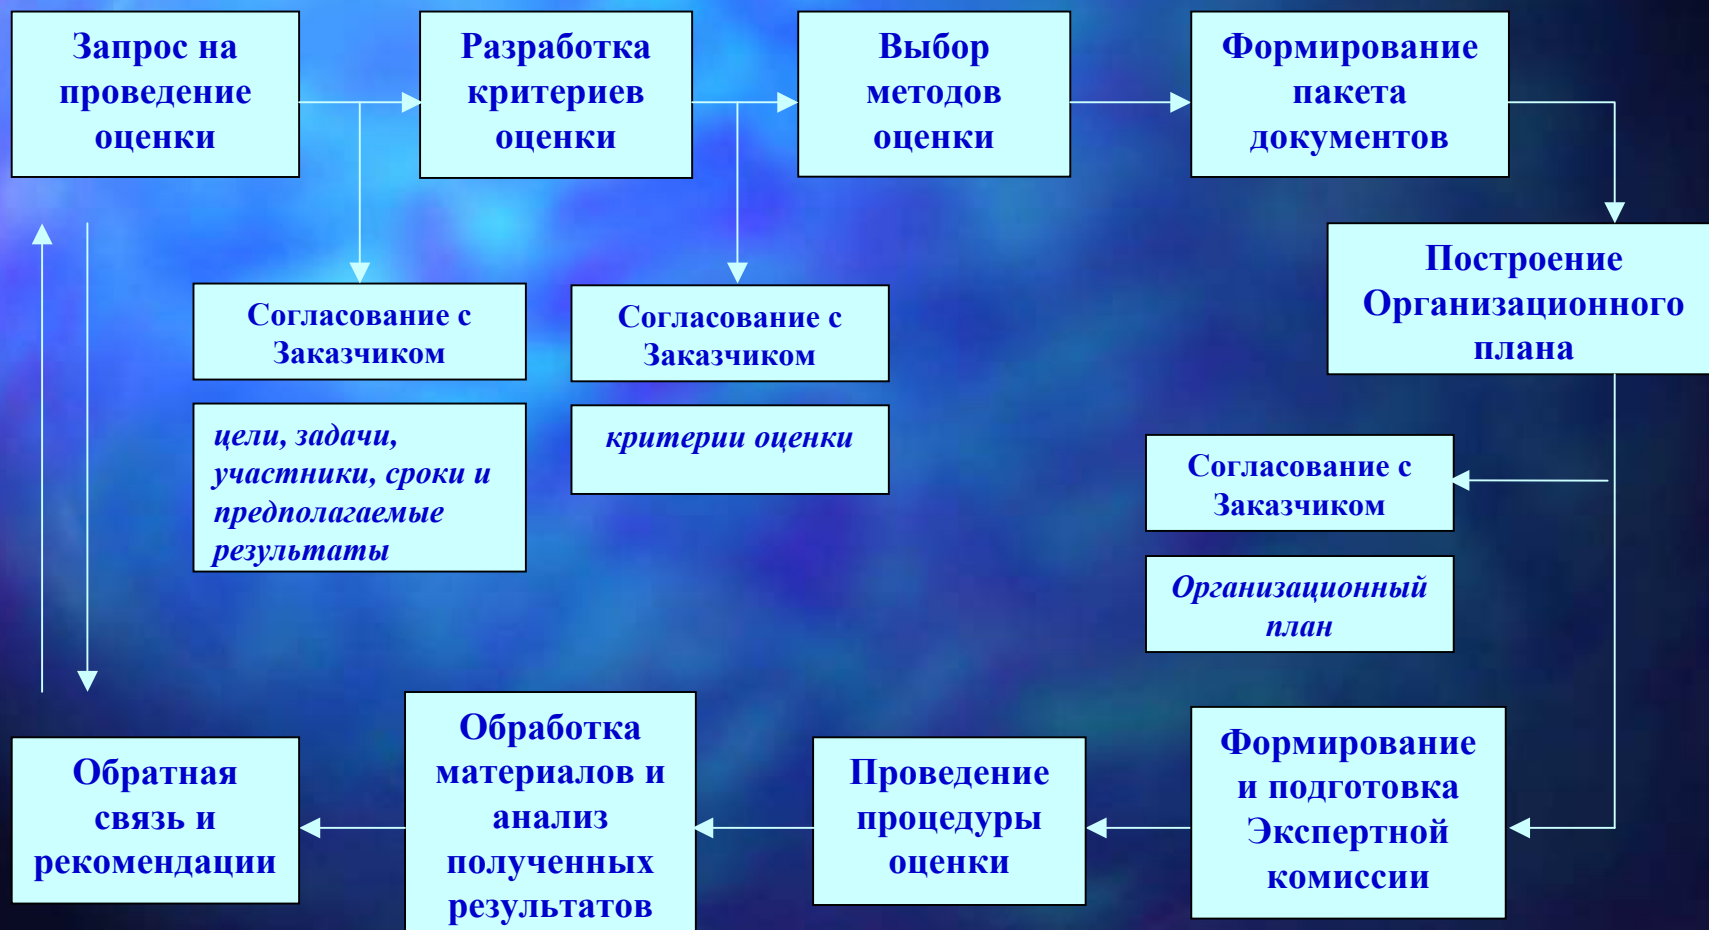 Запрос на
проведение
оценки
Разработка
критериев
оценки
Выбор
методов
оценки
Формирование
пакета
документов
Построение
Организационного
плана
Согласование с
Заказчиком
цели, задачи,
участники, сроки и
предполагаемые
результаты
Согласование с
Заказчиком
критерии оценки
Согласование с
Заказчиком
Организационный
план
Формирование
и подготовка
Экспертной
комиссии
Проведение
процедуры
оценки
Обработка
материалов и
анализ
полученных
результатов
Обратная
связь и
рекомендации